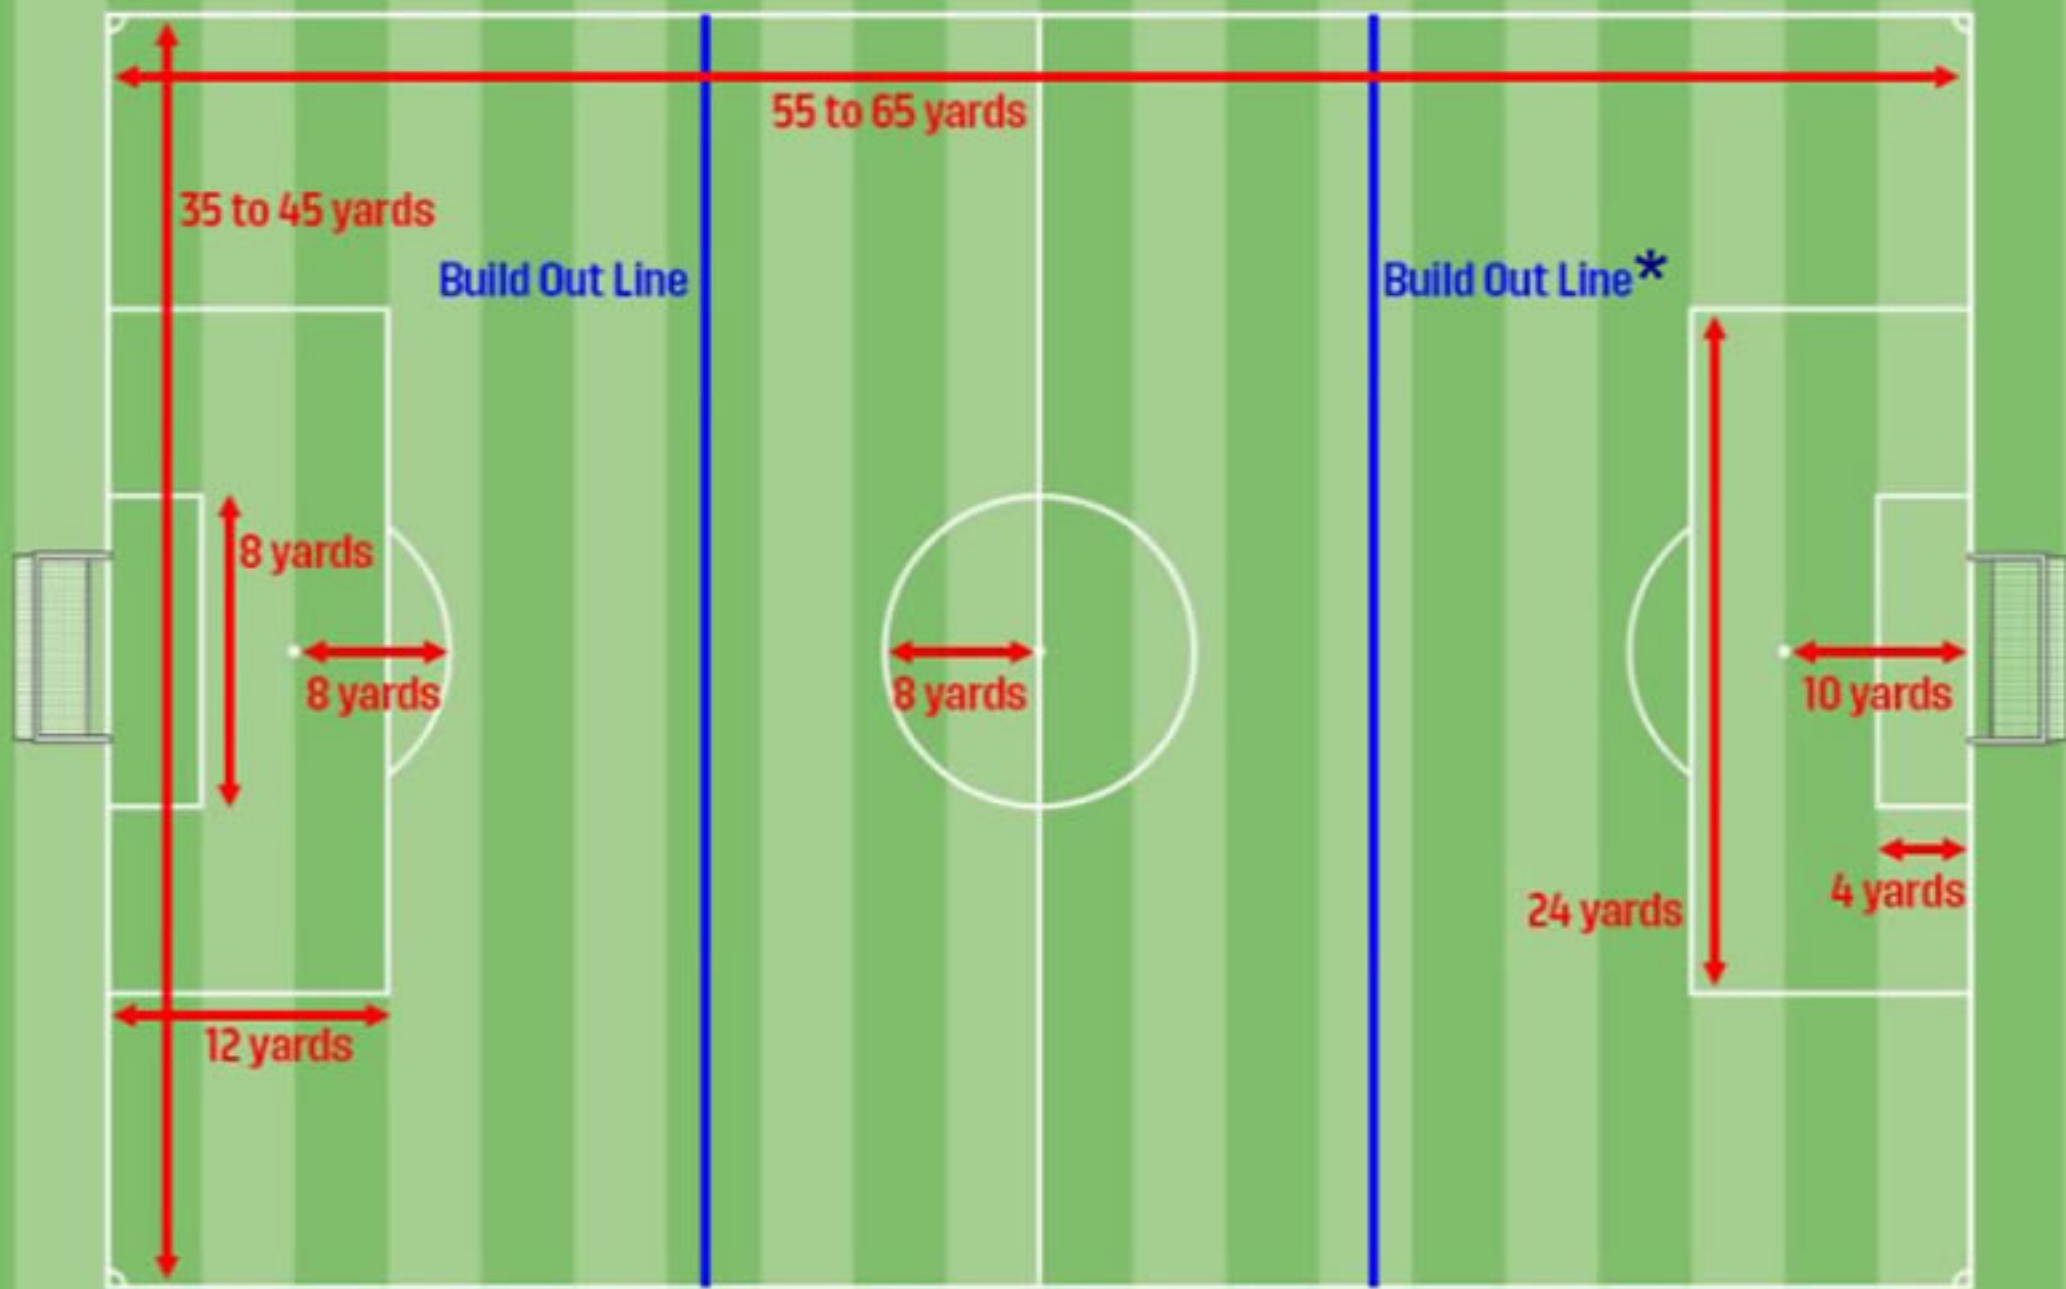 55 to 65 yards
35 to 45 yards
Build Out Line
Build Out Line*
8 yards
8 yards
8 yards
10 yards
4 yards
24 yards
12 yards